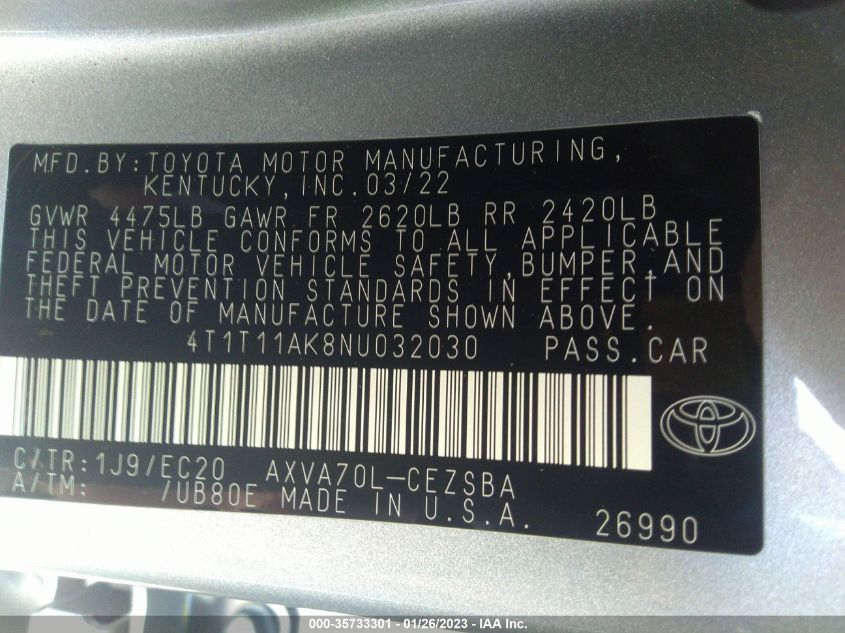 MFD.BY:TOYOTA MOTOR MANUFACTURING,
KENTUCKY,INC.03/22
GVWR 4475LB GAWR FR 2620LB RR 2420LB
THIS VEHICLE CONFORMS TO ALL APPLICABLE
FEDERAL MOTOR VEHICLE SAFETY,BUMPER,AND
THEFT PREVENTION STANDARDS IN EFFECT ON
THE DATE OF MANUFACTURE SHOWN ABOVE.
4T1T11AK8NU032030 PASS.CAR
C/TR:1J9/EC20 AXVA70L-CEZSBA
A/TM: /UB80E MADE IN U.S.A.
26990
000-35733301 - 01/26/2023 - IAA Inc.